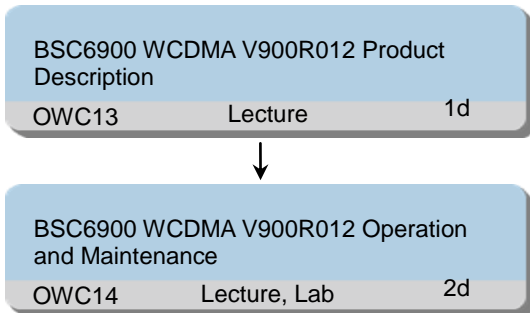 BSC6900 WCDMA V900R012 Product
Description
OWC13 Lecture 1d
BSC6900 WCDMA V900R012 Operation
and Maintenance
OWC14 Lecture, Lab 2d